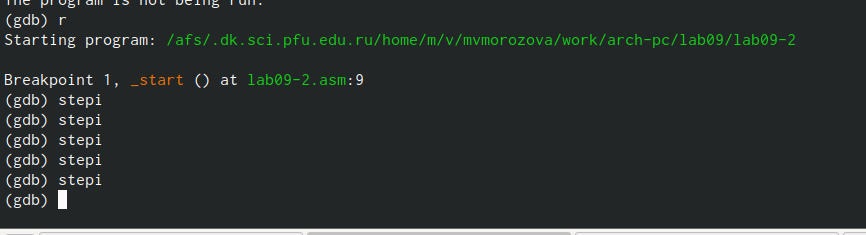 The program is not being run.
(gdb) r
Starting program: /afs/.dk.sci.pfu.edu.ru/home/m/v/mvmorozova/work/arch-pc/lab09/lab09-2
Breakpoint 1, _start () at lab09-2.asm:9
(gdb) stepi
(gdb) stepi
(gdb) stepi
(gdb) stepi
(gdb) stepi
(gdb)